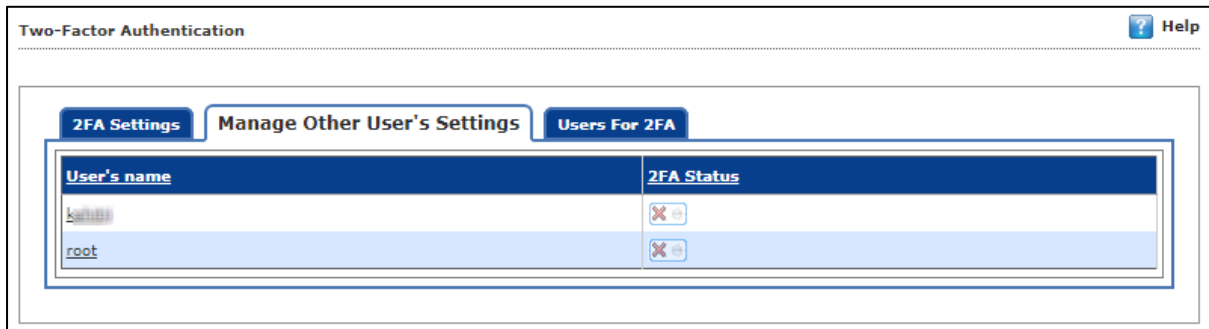 Two-Factor Authentication
? Help
2FA Settings
Manage Other User's Settings
Users For 2FA
User's name
2FA Status
root